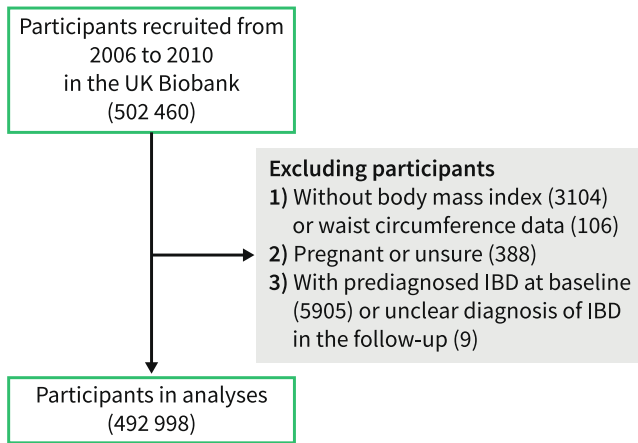 Participants recruited from
2006 to 2010
in the UK Biobank
(502 460)
Excluding participants
1) Without body mass index (3104)
or waist circumference data (106)
2) Pregnant or unsure (388)
3) With prediagnosed IBD at baseline
(5905) or unclear diagnosis of IBD
in the follow-up (9)
Participants in analyses
(492 998)